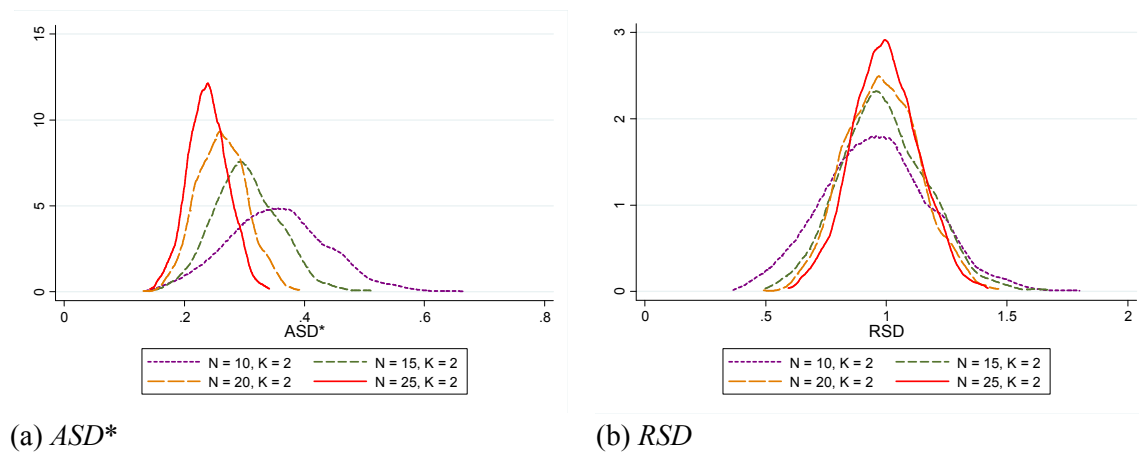 15
10
5
0
0
.2
.4
.6
.8
ASD*
N = 10, K = 2
N = 15, K = 2
N = 20, K = 2
N = 25, K = 2
(a) ASD*
3
2
1
0
0
.5
1
1.5
2
RSD
N = 10, K = 2
N = 15, K = 2
N = 20, K = 2
N = 25, K = 2
(b) RSD